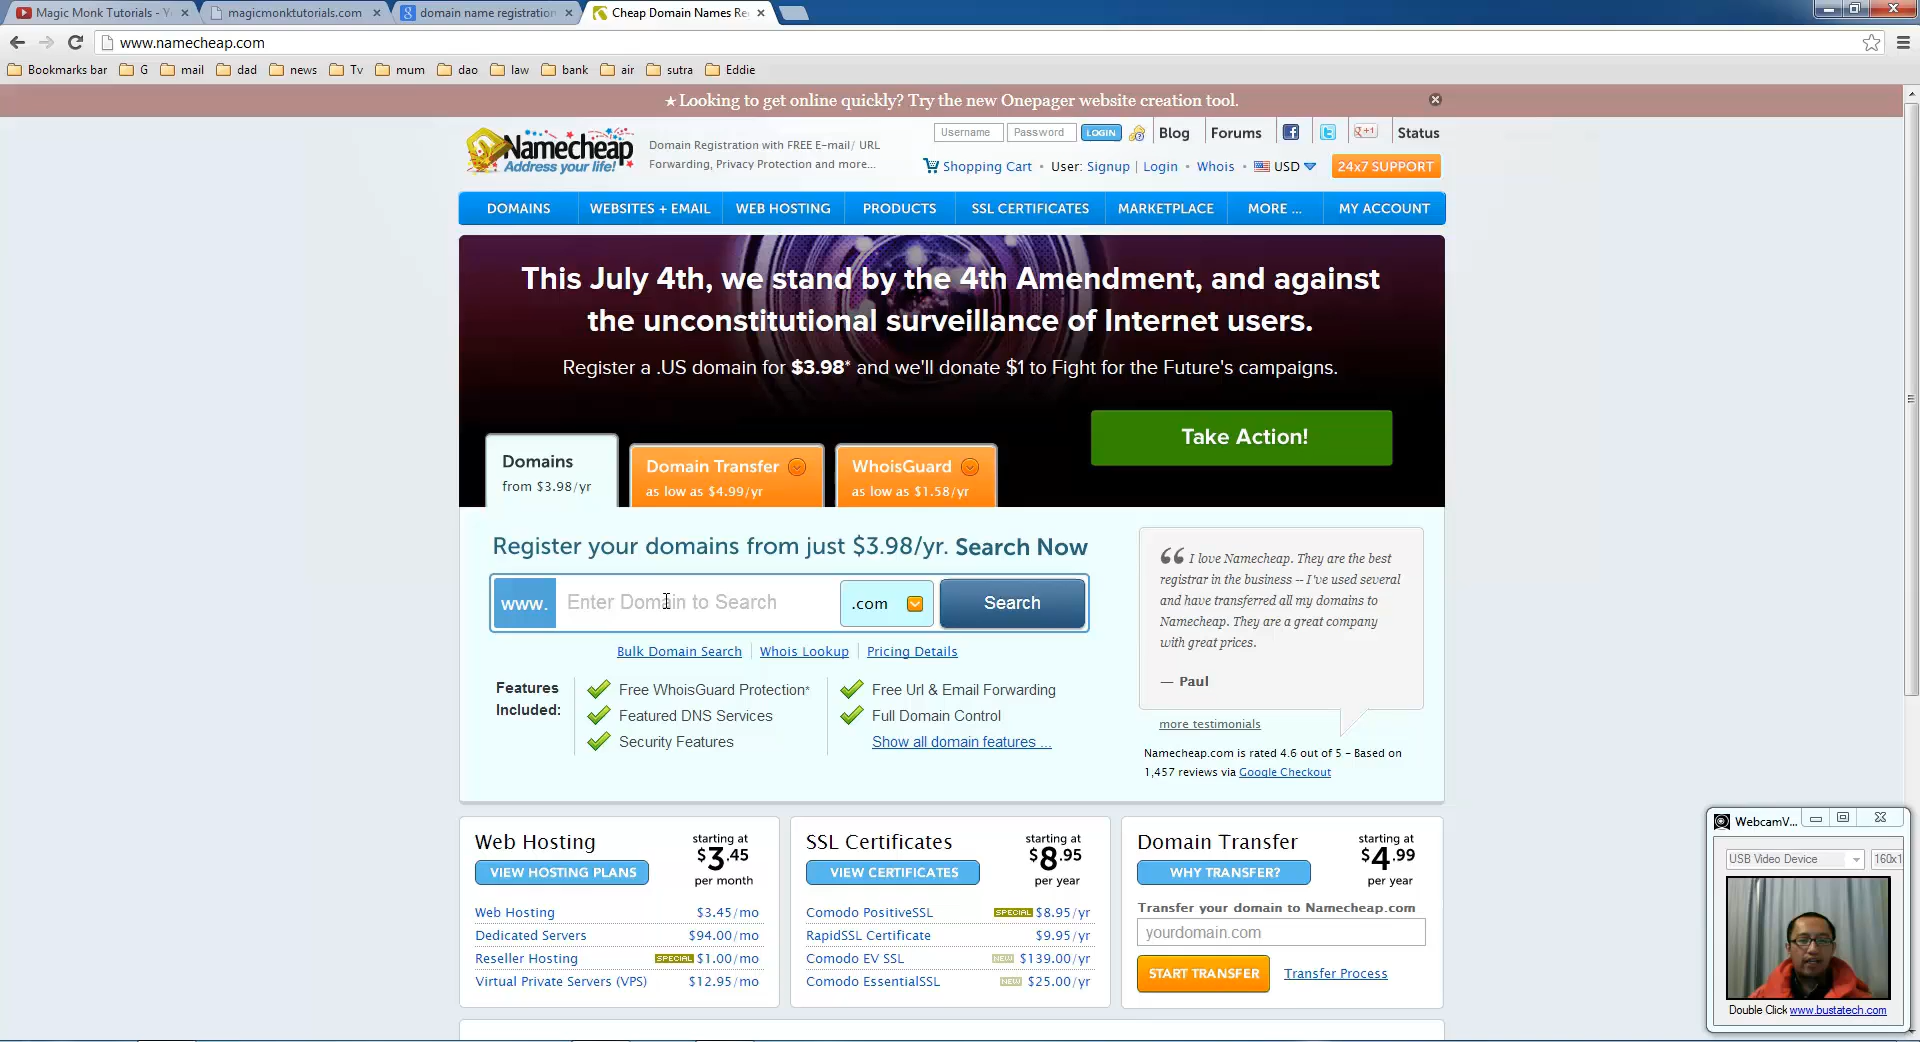 Magic Monk Tutorials - Y
magicmonktutorials.com
domain name registration
Cheap Domain Names Re
www.namecheap.com
Bookmarks bar G mail dad news Tv mum dao law bank air sutra Eddie
★Looking to get online quickly? Try the new Onepager website creation tool.
Namecheap
Address your life!
Domain Registration with FREE E-mail/ URL
Forwarding, Privacy Protection and more...
Username Password LOGIN Blog Forums g+1 Status
Shopping Cart • User: Signup | Login • Whois • USD 24x7 SUPPORT
DOMAINS WEBSITES + EMAIL WEB HOSTING PRODUCTS SSL CERTIFICATES MARKETPLACE MORE ... MY ACCOUNT
This July 4th, we stand by the 4th Amendment, and against
the unconstitutional surveillance of Internet users.
Register a .US domain for $3.98* and we'll donate $1 to Fight for the Future's campaigns.
Take Action!
Domains
from $3.98/yr
Domain Transfer
as low as $4.99/yr
WhoisGuard
as low as $1.58/yr
Register your domains from just $3.98/yr. Search Now
www. Enter Domain to Search .com Search
Bulk Domain Search Whois Lookup Pricing Details
Features
Included:
Free WhoisGuard Protection*
Featured DNS Services
Security Features
Free Url & Email Forwarding
Full Domain Control
Show all domain features ...
“ I love Namecheap. They are the best
registrar in the business -- I've used several
and have transferred all my domains to
Namecheap. They are a great company
with great prices.
— Paul
more testimonials
Namecheap.com is rated 4.6 out of 5 - Based on
1,457 reviews via Google Checkout
Web Hosting
VIEW HOSTING PLANS
starting at
$3.45
per month
Web Hosting $3.45/mo
Dedicated Servers $94.00/mo
Reseller Hosting SPECIAL $1.00/mo
Virtual Private Servers (VPS) $12.95/mo
SSL Certificates
VIEW CERTIFICATES
starting at
$8.95
per year
Comodo PositiveSSL SPECIAL $8.95/yr
RapidSSL Certificate $9.95/yr
Comodo EV SSL NEW $139.00/yr
Comodo EssentialSSL NEW $25.00/yr
Domain Transfer
WHY TRANSFER?
starting at
$4.99
per year
Transfer your domain to Namecheap.com
yourdomain.com
START TRANSFER Transfer Process
WebcamV...
USB Video Device 160x1
Double Click www.bustatech.com